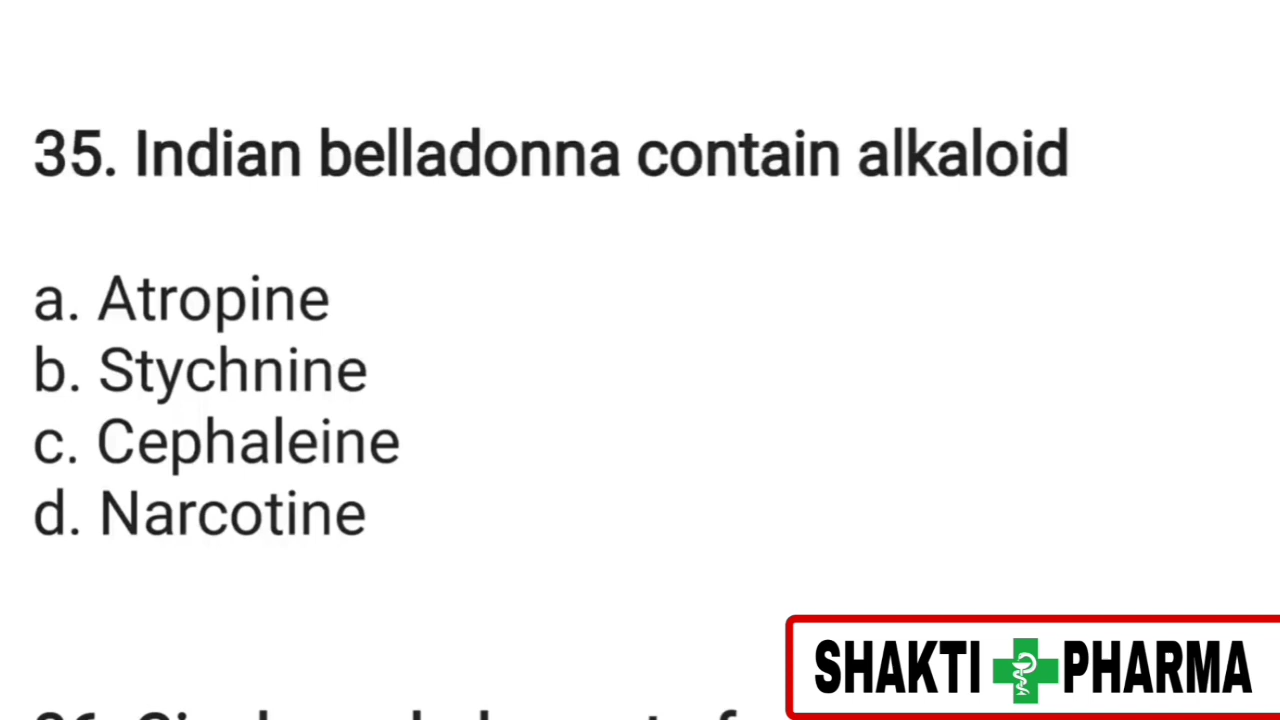 35. Indian belladonna contain alkaloid
a. Atropine
b. Stychnine
c. Cephaleine
d. Narcotine
SHAKTI PHARMA